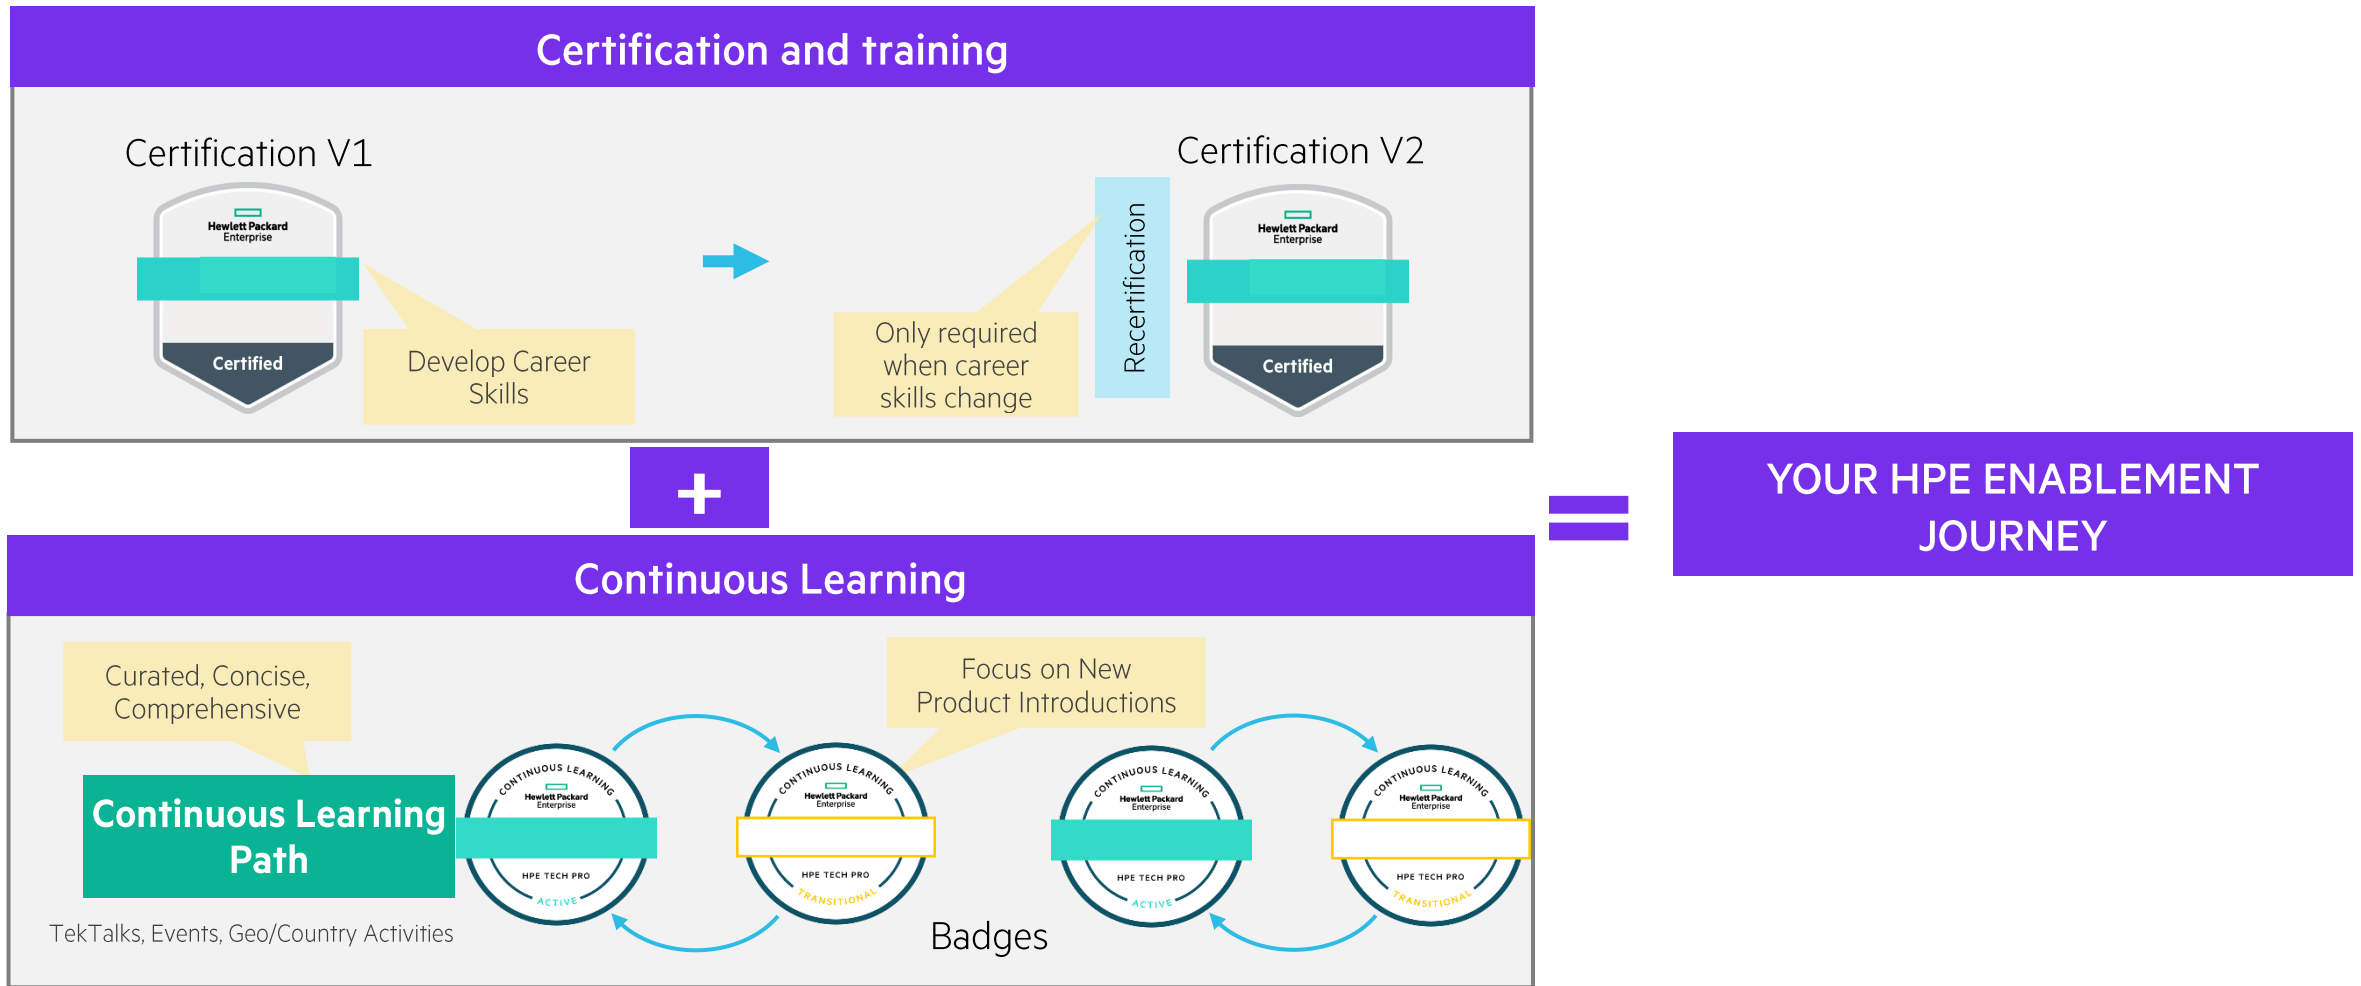 Certification and training
Certification V1
Hewlett Packard
Enterprise
Certified
Develop Career
Skills
Only required
when career
skills change
Recertification
Certification V2
Hewlett Packard
Enterprise
Certified
+
=
YOUR HPE ENABLEMENT
JOURNEY
Continuous Learning
Curated, Concise,
Comprehensive
Continuous Learning
Path
TekTalks, Events, Geo/Country Activities
CONTINUOUS LEARNING
Hewlett Packard
Enterprise
HPE TECH PRO
ACTIVE
Focus on New
Product Introductions
CONTINUOUS LEARNING
Hewlett Packard
Enterprise
HPE TECH PRO
TRANSITIONAL
Badges
CONTINUOUS LEARNING
Hewlett Packard
Enterprise
HPE TECH PRO
ACTIVE
CONTINUOUS LEARNING
Hewlett Packard
Enterprise
HPE TECH PRO
TRANSITIONAL